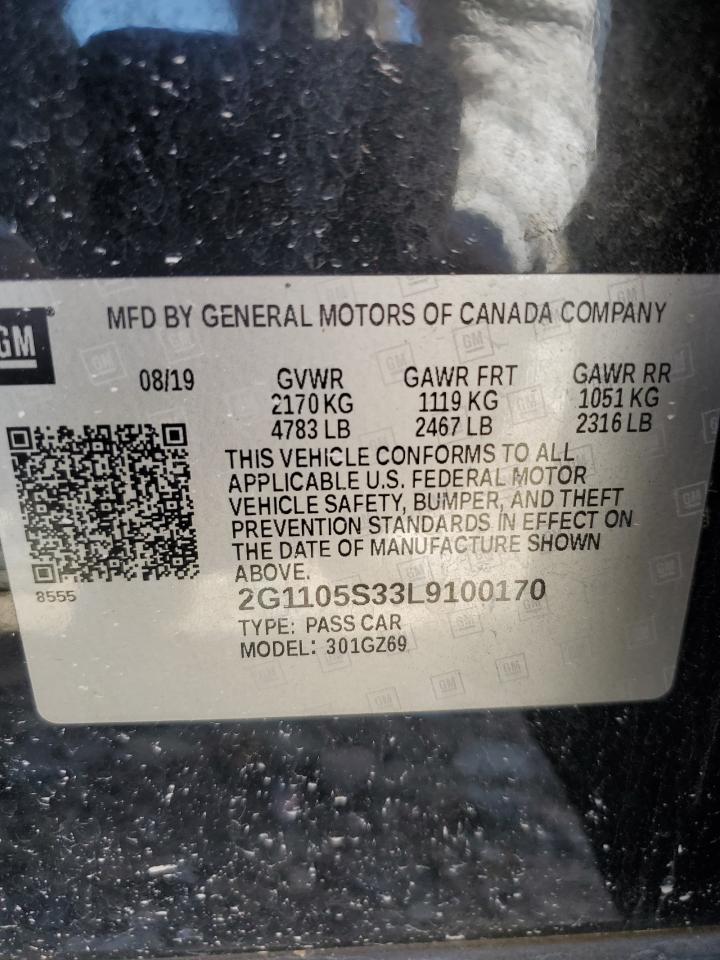 GM
MFD BY GENERAL MOTORS OF CANADA COMPANY
08/19 GVWR GAWR FRT GAWR RR
2170 KG 1119 KG 1051 KG
4783 LB 2467 LB 2316 LB
THIS VEHICLE CONFORMS TO ALL
APPLICABLE U.S. FEDERAL MOTOR
VEHICLE SAFETY, BUMPER, AND THEFT
PREVENTION STANDARDS IN EFFECT ON
THE DATE OF MANUFACTURE SHOWN
ABOVE.
8555
2G1105S33L9100170
TYPE: PASS CAR
MODEL: 301GZ69